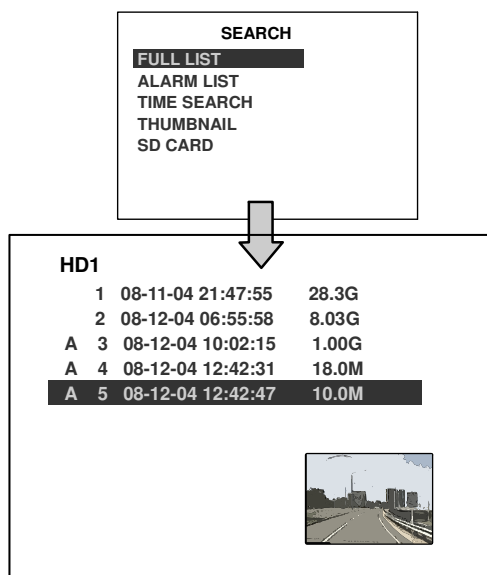 SEARCH
FULL LIST
ALARM LIST
TIME SEARCH
THUMBNAIL
SD CARD
HD1
1 08-11-04 21:47:55 28.3G
2 08-12-04 06:55:58 8.03G
A 3 08-12-04 10:02:15 1.00G
A 4 08-12-04 12:42:31 18.0M
A 5 08-12-04 12:42:47 10.0M